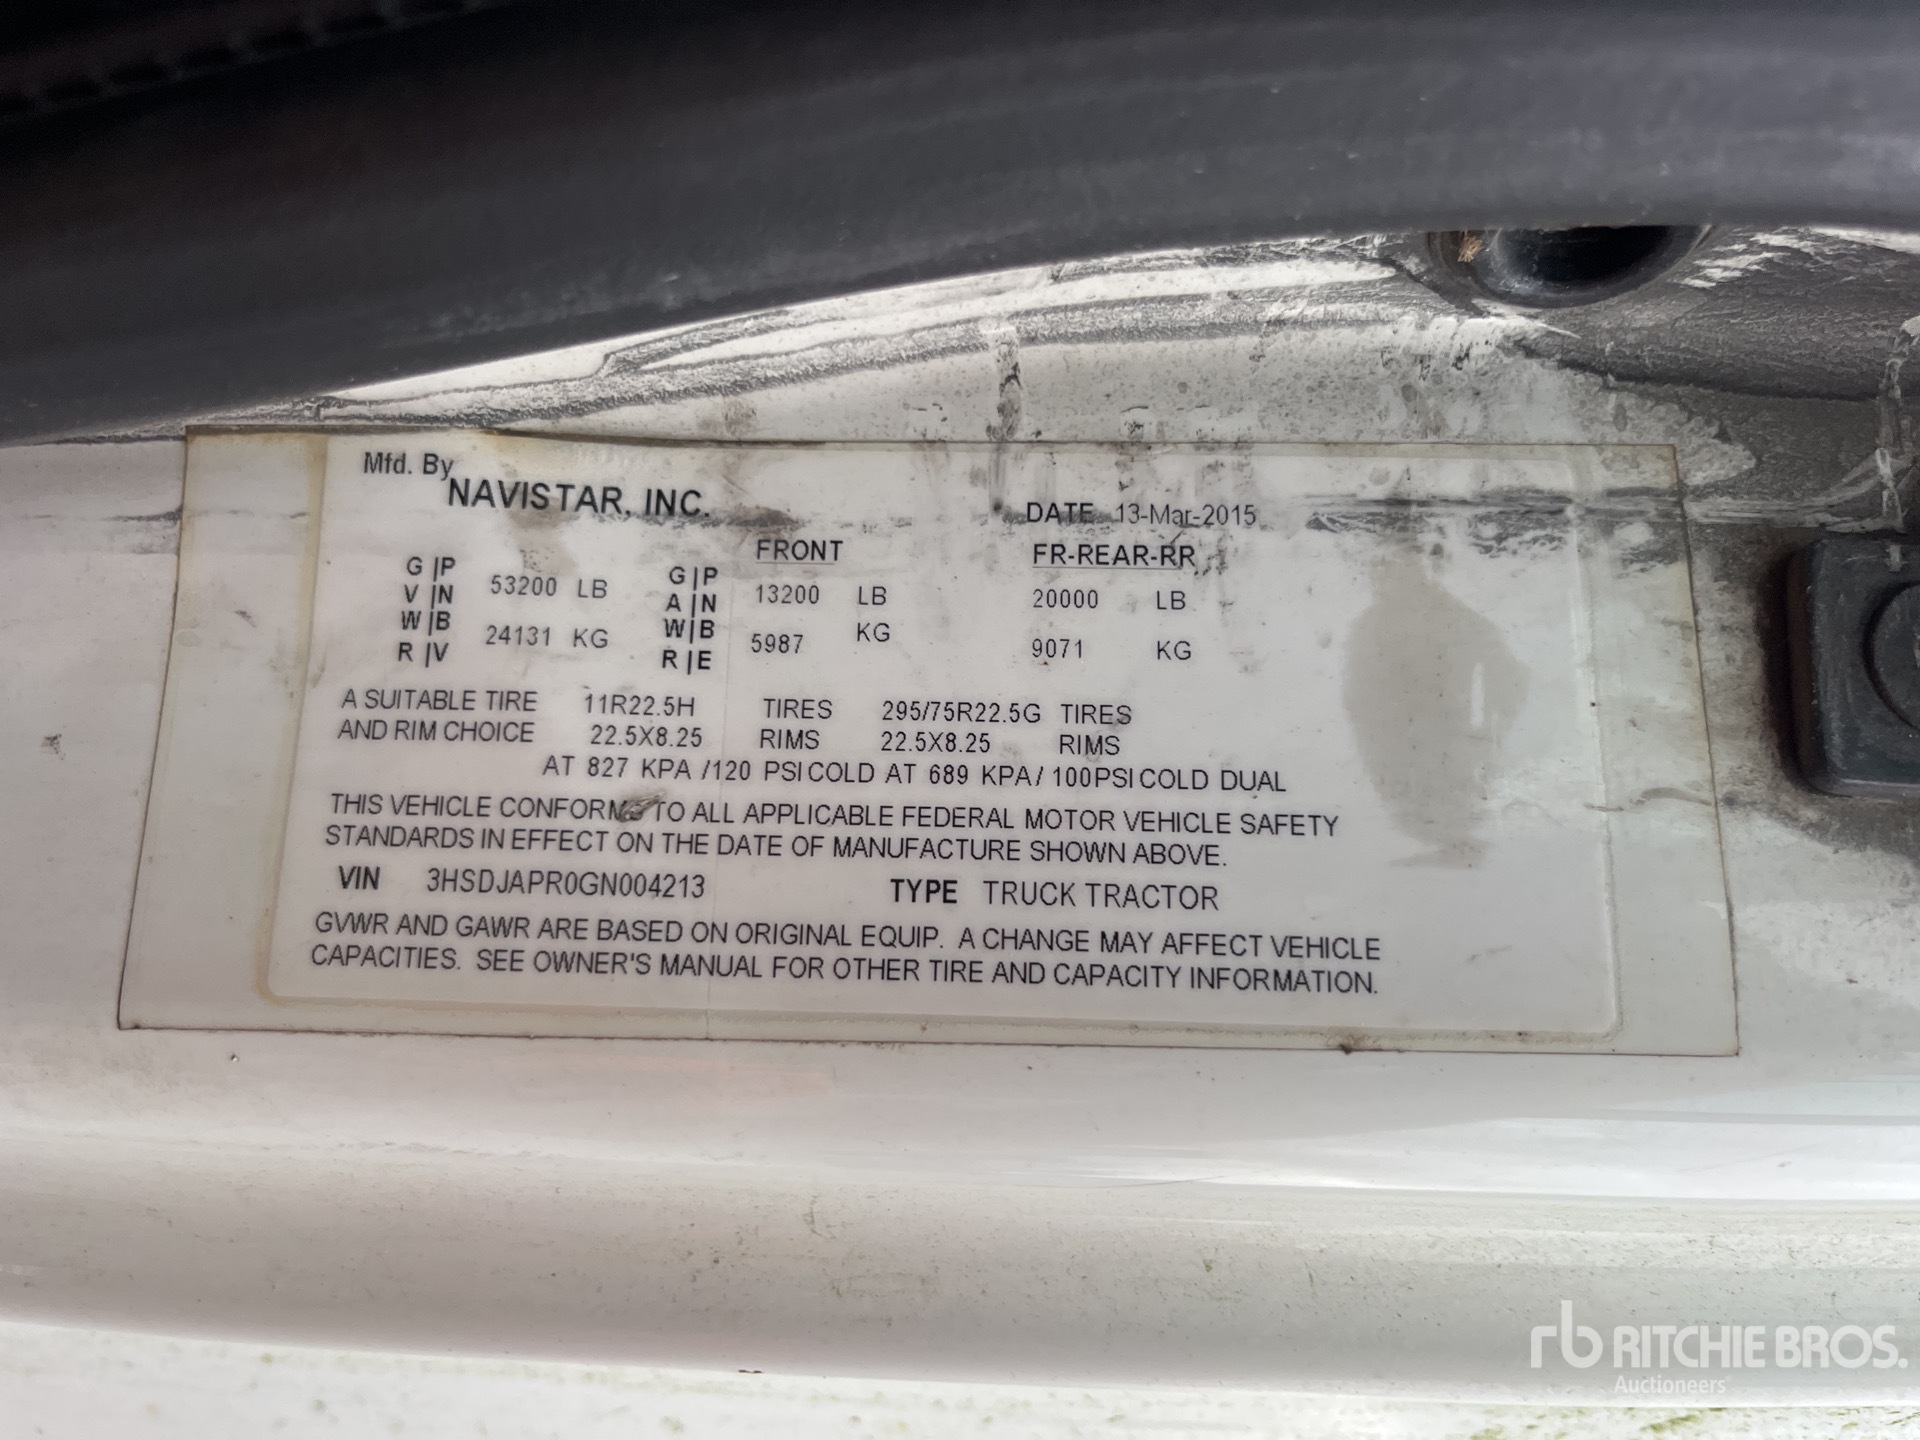 Mfd. By
NAVISTAR, INC.
DATE 13-Mar-2015
FRONT FR-REAR-RR
G|P 53200 LB G|P 13200 LB 20000 LB
V|N A|N
W|B 24131 KG W|B 5987 KG 9071 KG
R|V R|E
A SUITABLE TIRE 11R22.5H TIRES 295/75R22.5G TIRES
AND RIM CHOICE 22.5X8.25 RIMS 22.5X8.25 RIMS
AT 827 KPA /120 PSI COLD AT 689 KPA/ 100PSI COLD DUAL
THIS VEHICLE CONFORMS TO ALL APPLICABLE FEDERAL MOTOR VEHICLE SAFETY
STANDARDS IN EFFECT ON THE DATE OF MANUFACTURE SHOWN ABOVE.
VIN 3HSDJAPR0GN004213 TYPE TRUCK TRACTOR
GVWR AND GAWR ARE BASED ON ORIGINAL EQUIP. A CHANGE MAY AFFECT VEHICLE
CAPACITIES. SEE OWNER'S MANUAL FOR OTHER TIRE AND CAPACITY INFORMATION.
rb RITCHIE BROS.
Auctioneers